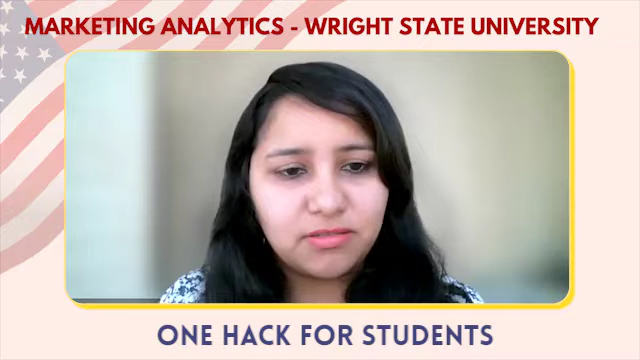 MARKETING ANALYTICS - WRIGHT STATE UNIVERSITY
ONE HACK FOR STUDENTS